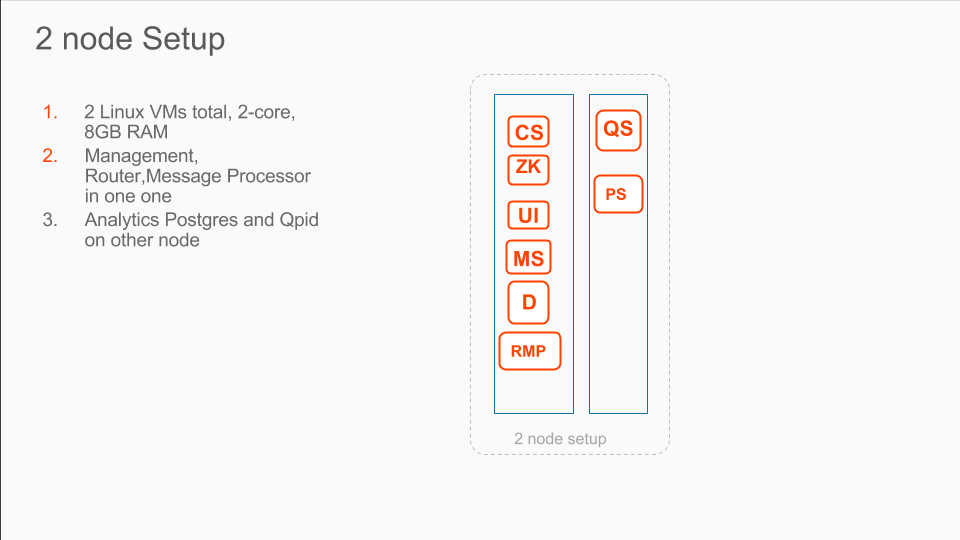 2 node Setup
1. 2 Linux VMs total, 2-core,
8GB RAM
2. Management,
Router,Message Processor
in one one
3. Analytics Postgres and Qpid
on other node
CS
ZK
UI
MS
D
RMP
QS
PS
2 node setup